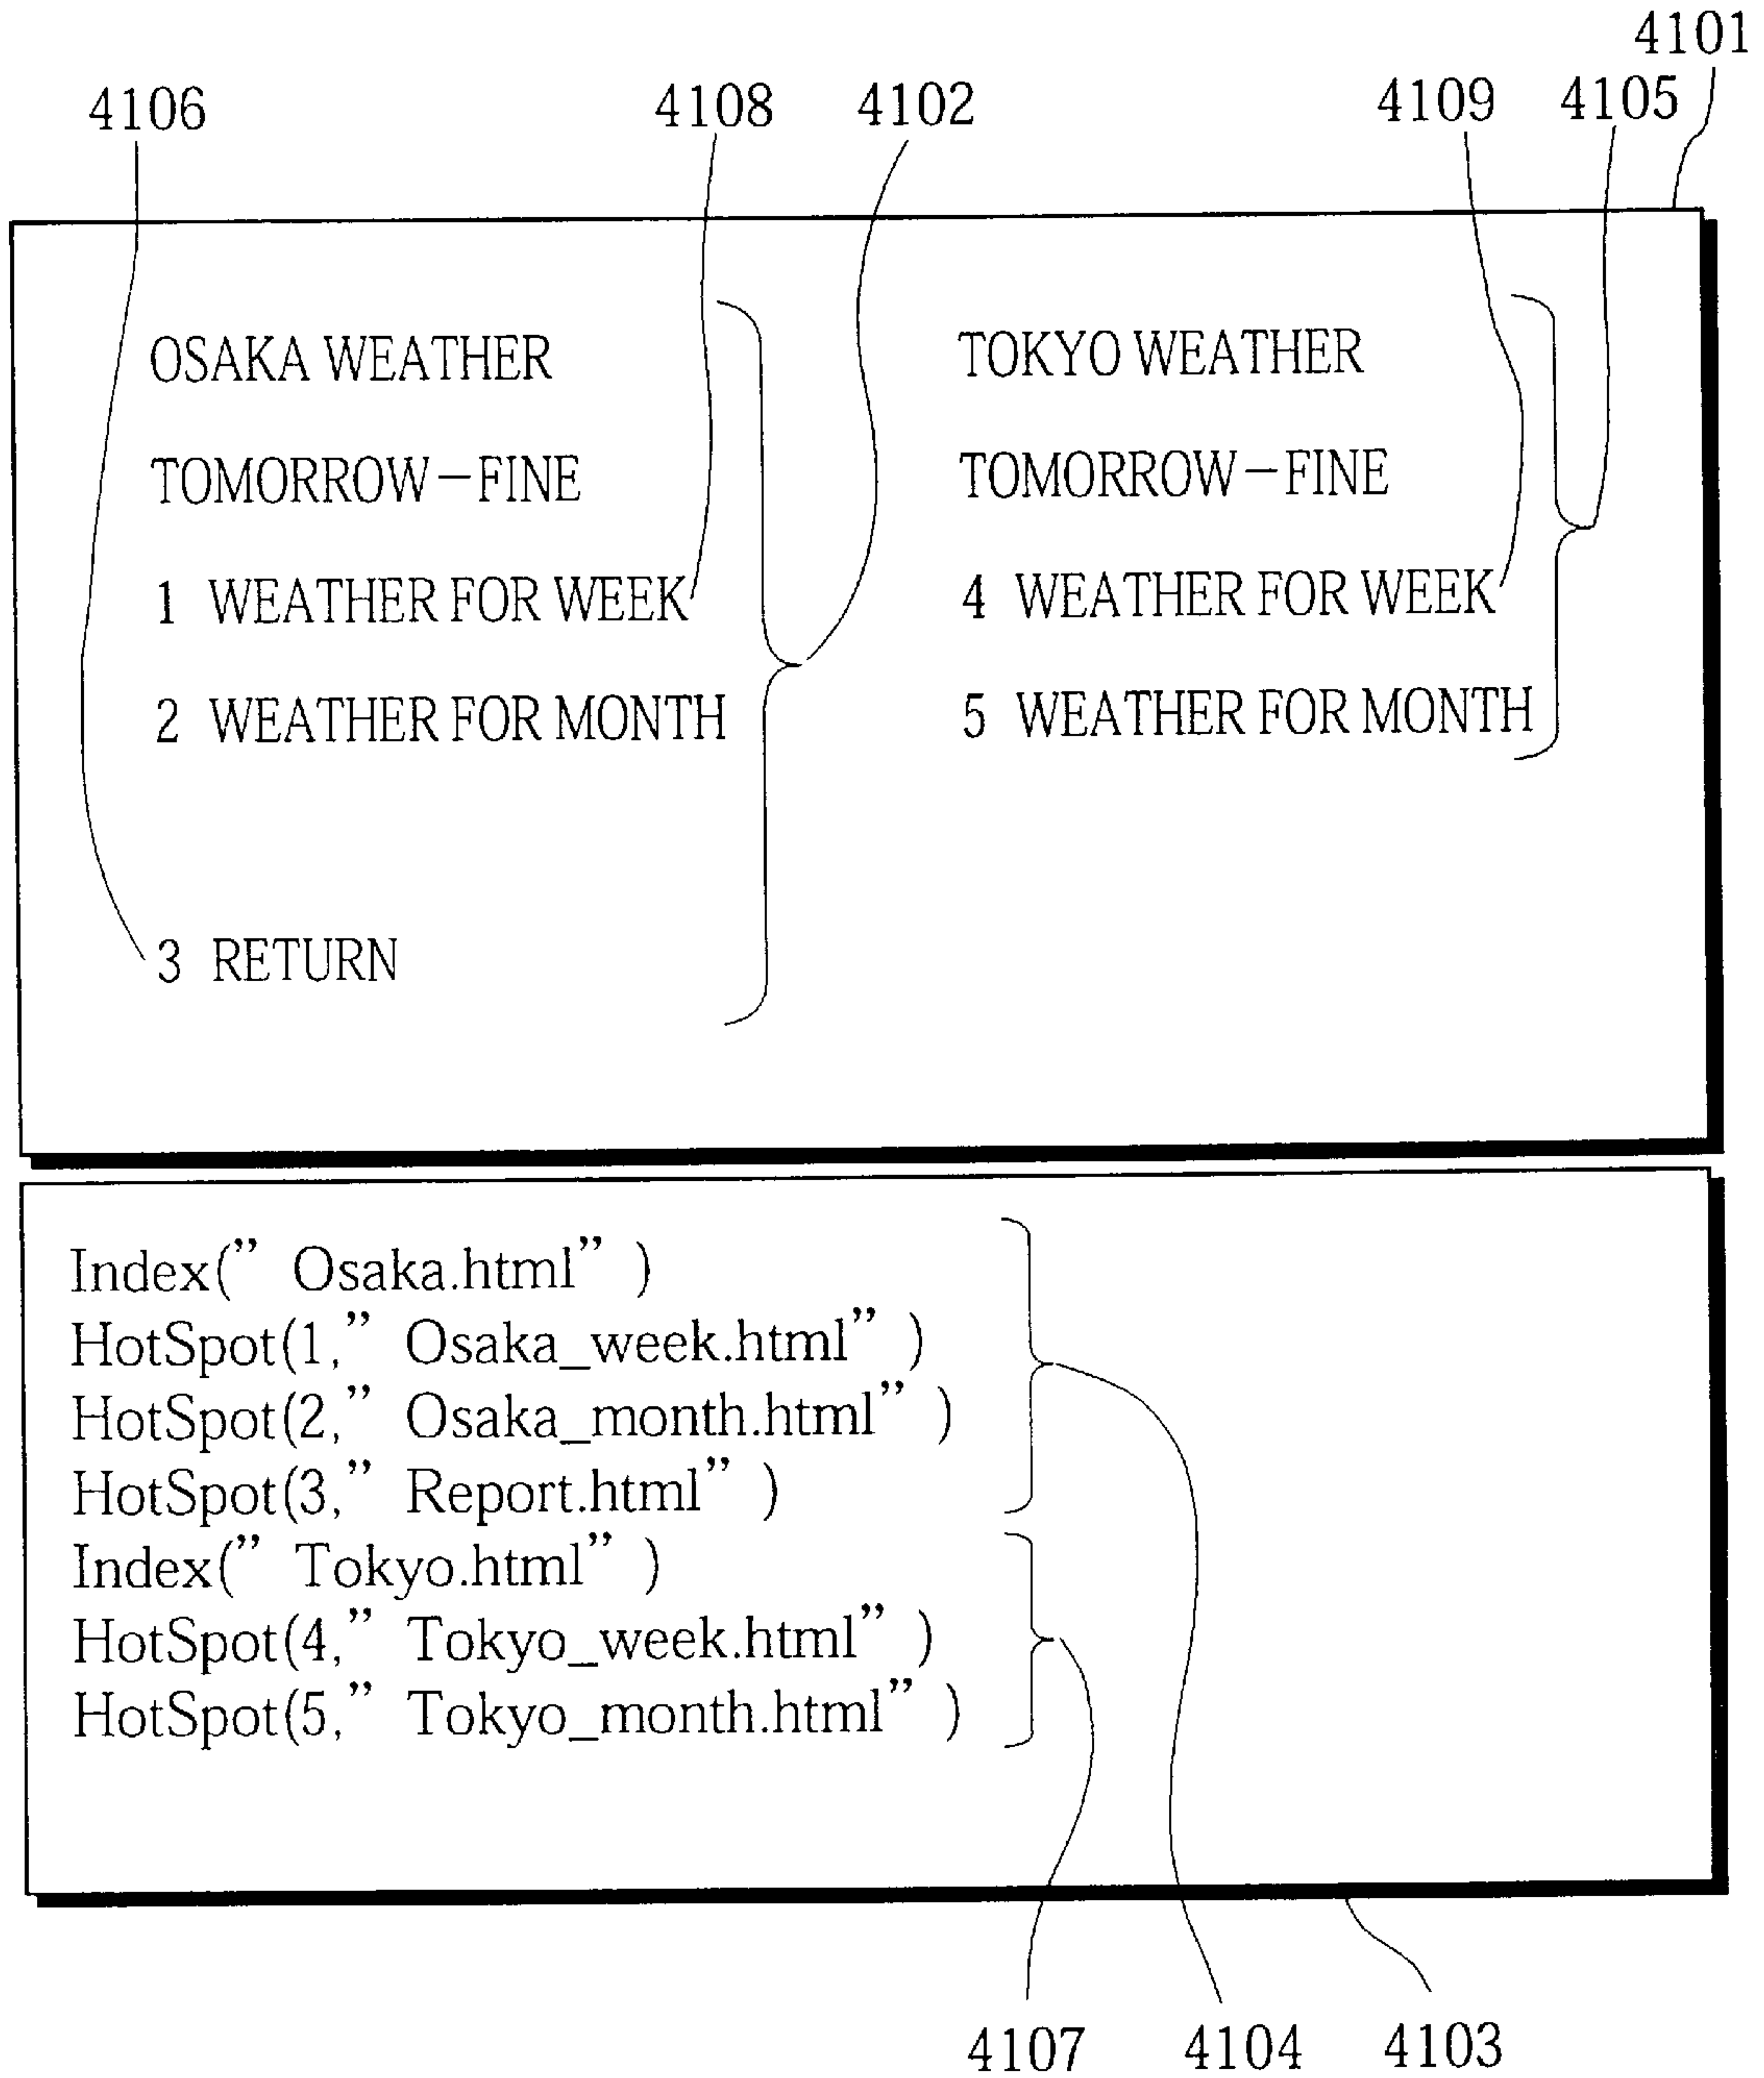 4101
4106 4108 4102 4109 4105
OSAKA WEATHER
TOMORROW－FINE
1 WEATHER FOR WEEK
2 WEATHER FOR MONTH
3 RETURN
TOKYO WEATHER
TOMORROW－FINE
4 WEATHER FOR WEEK
5 WEATHER FOR MONTH
Index(” Osaka.html” )
HotSpot(1,” Osaka_week.html” )
HotSpot(2,” Osaka_month.html” )
HotSpot(3,” Report.html” )
Index(” Tokyo.html” )
HotSpot(4,” Tokyo_week.html” )
HotSpot(5,” Tokyo_month.html” )
4107 4104 4103